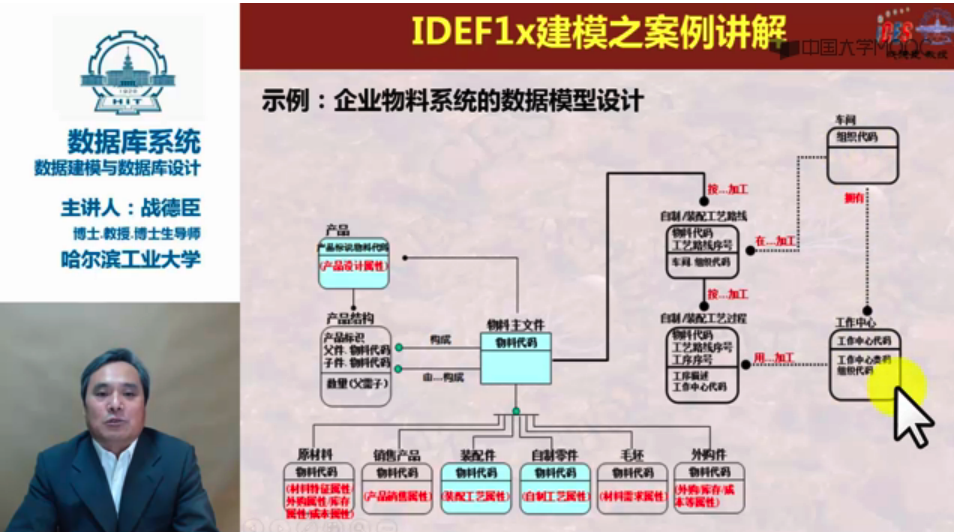 IDEF1x建模之案例讲解
中国大学MOOC
HIT
数据库系统
数据建模与数据库设计
主讲人：战德臣
博士.教授.博士生导师
哈尔滨工业大学
示例：企业物料系统的数据模型设计
车间
组织代码
按...加工
拥有
自制/装配工艺路线
物料代码
工艺路线序号
车间.组织代码
在...加工
产品
产品标识.物料代码
(产品设计属性)
按...加工
产品结构
产品标识
父件.物料代码
子件.物料代码
数量(父需子)
构成
由...构成
物料主文件
物料代码
自制/装配工艺过程
物料代码
工艺路线序号
工序序号
工序描述
工作中心代码
用...加工
工作中心
工作中心代码
工作中心类码
组织代码
原材料
物料代码
(材料特征属性/
外购属性/库存
属性/成本属性)
销售产品
物料代码
(产品销售属性)
装配件
物料代码
(装配工艺属性)
自制零件
物料代码
(自制工艺属性)
毛坯
物料代码
(材料需求属性)
外购件
物料代码
(外购/库存/成
本等属性)